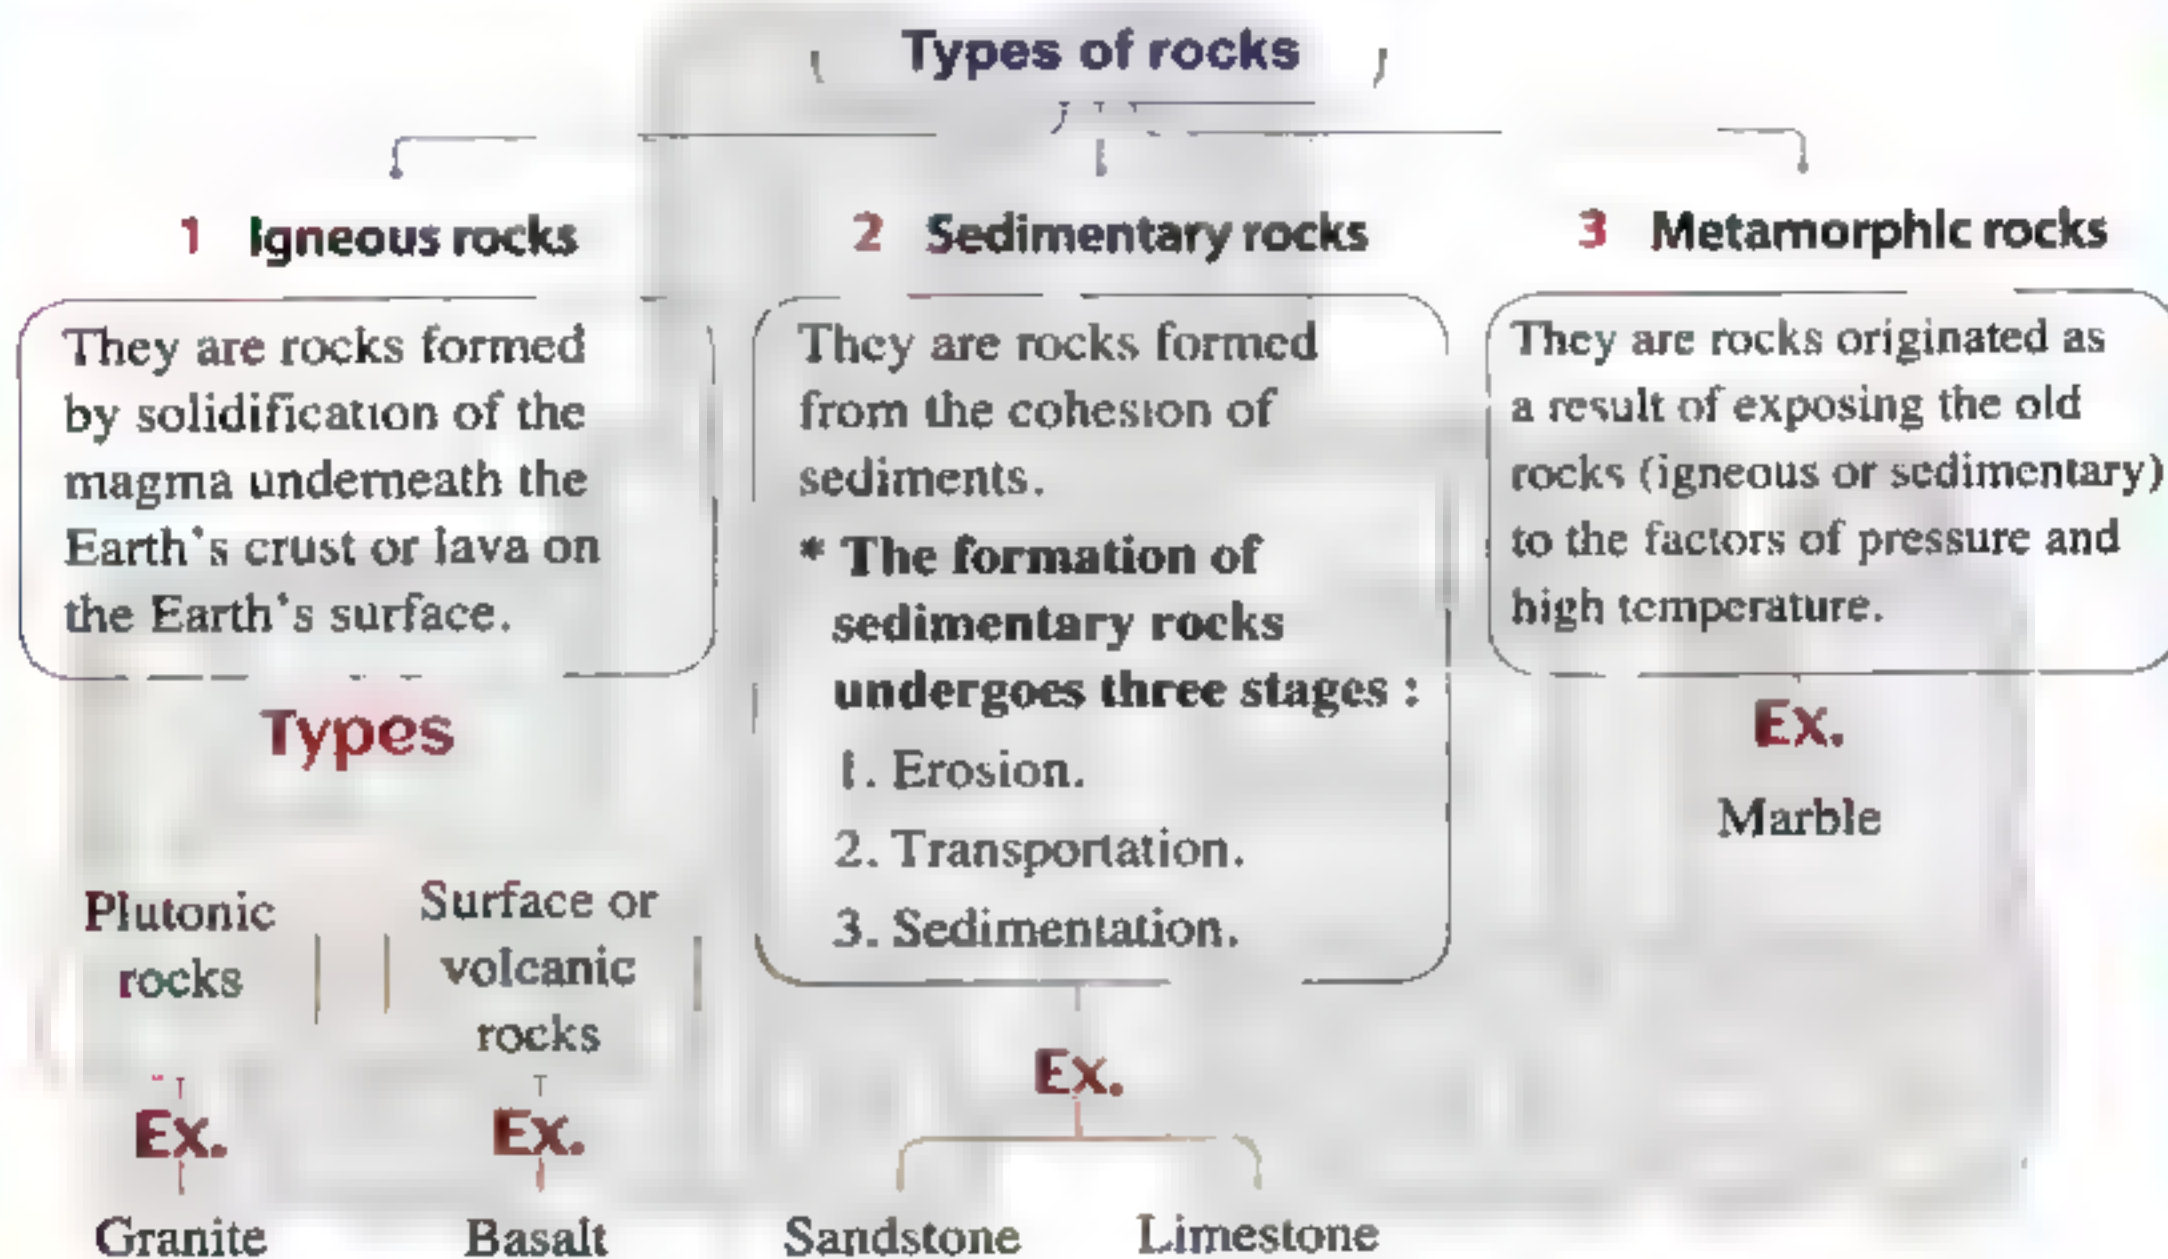 Types of rocks
1 Igneous rocks
They are rocks formed
by solidification of the
magma underneath the
Earth's crust or lava on
the Earth's surface.
Types
Plutonic
rocks
Ex.
Granite
Surface or
volcanic
rocks
Ex.
Basalt
2 Sedimentary rocks
They are rocks formed
from the cohesion of
sediments.
* The formation of
sedimentary rocks
undergoes three stages :
1. Erosion.
2. Transportation.
3. Sedimentation.
Ex.
Sandstone
Limestone
3 Metamorphic rocks
They are rocks originated as
a result of exposing the old
rocks (igneous or sedimentary)
to the factors of pressure and
high temperature.
Ex.
Marble